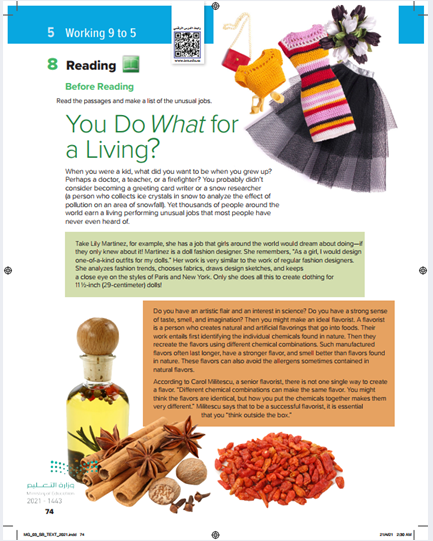 5 Working 9 to 5
رابط الدرس الرقمي
www.ien.edu.sa
8 Reading
Before Reading
Read the passages and make a list of the unusual jobs.
You Do What for
a Living?
When you were a kid, what did you want to be when you grew up?
Perhaps a doctor, a teacher, or a firefighter? You probably didn't
consider becoming a greeting card writer or a snow researcher
(a person who collects ice crystals in snow to analyze the effect of
pollution on an area of snowfall). Yet thousands of people around the
world earn a living performing unusual jobs that most people have
never even heard of.
Take Lily Martinez, for example, she has a job that girls around the world would dream about doing—if
they only knew about it! Martinez is a doll fashion designer. She remembers, "As a girl, I would design
one-of-a-kind outfits for my dolls." Her work is very similar to the work of regular fashion designers.
She analyzes fashion trends, chooses fabrics, draws design sketches, and keeps
a close eye on the styles of Paris and New York. Only she does all this to create clothing for
11 ½-inch (29-centimeter) dolls!
Do you have an artistic flair and an interest in science? Do you have a strong sense
of taste, smell, and imagination? Then you might make an ideal flavorist. A flavorist
is a person who creates natural and artificial flavorings that go into foods. Their
work entails first identifying the individual chemicals found in nature. Then they
recreate the flavors using different chemical combinations. Such manufactured
flavors often last longer, have a stronger flavor, and smell better than flavors found
in nature. These flavors can also avoid the allergens sometimes contained in
natural flavors.
According to Carol Militescu, a senior flavorist, there is not one single way to create
a flavor. "Different chemical combinations can make the same flavor. You might
think the flavors are identical, but how you put the chemicals together makes them
very different." Militescu says that to be a successful flavorist, it is essential
that you "think outside the box."
وزارة التعليم
Ministry of Education
2021 - 1443
74
MG_03_SB_TEXT_2021.indd 74